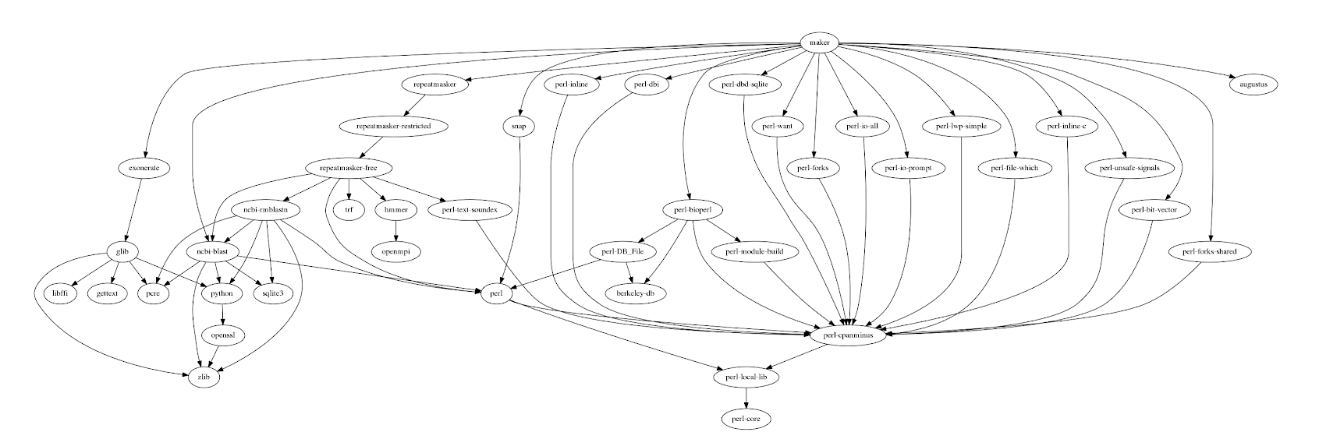 maker
repeatmasker
perl-inline
perl-dbi
perl-dbd-sqlite
augustus
repeatmasker-restricted
snap
perl-want
perl-io-all
perl-lwp-simple
perl-inline-c
exonerate
repeatmasker-free
perl-forks
perl-io-prompt
perl-file-which
perl-unsafe-signals
ncbi-rmblastn
trf
hmmer
perl-text-soundex
perl-bioperl
perl-bit-vector
glib
ncbi-blast
openmpi
perl-DB_File
perl-module-build
perl-forks-shared
libffi
gettext
pcre
python
sqlite3
perl
berkeley-db
openssl
perl-cpanminus
zlib
perl-local-lib
perl-core